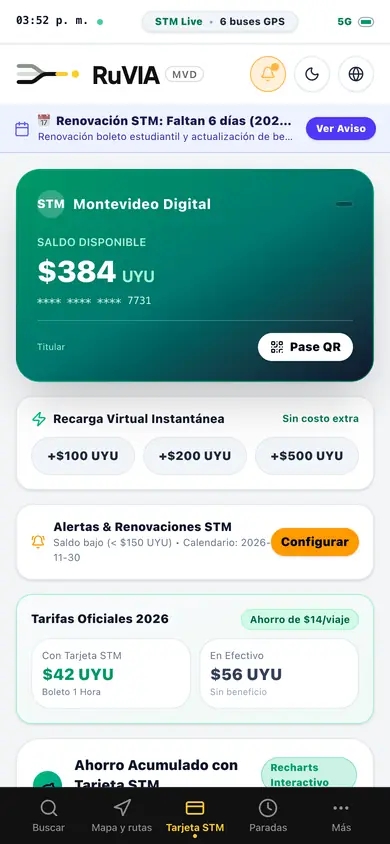 03:52 p. m.
STM Live • 6 buses GPS
5G
RuVIA MVD
Renovación STM: Faltan 6 días (202...
Renovación boleto estudiantil y actualización de be...
Ver Aviso
STM Montevideo Digital
SALDO DISPONIBLE
$384 UYU
**** **** **** 7731
Titular
Pase QR
Recarga Virtual Instantánea
Sin costo extra
+$100 UYU
+$200 UYU
+$500 UYU
Alertas & Renovaciones STM
Saldo bajo (< $150 UYU) • Calendario: 2026-
11-30
Configurar
Tarifas Oficiales 2026
Ahorro de $14/viaje
Con Tarjeta STM
$42 UYU
Boleto 1 Hora
En Efectivo
$56 UYU
Sin beneficio
Ahorro Acumulado con
Tarjeta STM
Recharts
Interactivo
Buscar
Mapa y rutas
Tarjeta STM
Paradas
Más